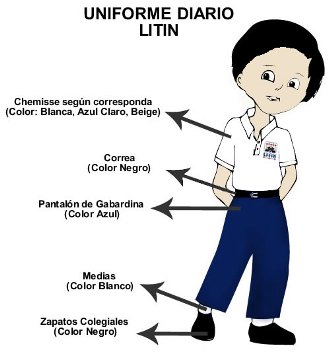 UNIFORME DIARIO
LITIN
Chemisse según corresponda
(Color: Blanca, Azul Claro, Beige)
Correa
(Color Negro)
Pantalón de Gabardina
(Color Azul)
Medias
(Color Blanco)
Zapatos Colegiales
(Color Negro)